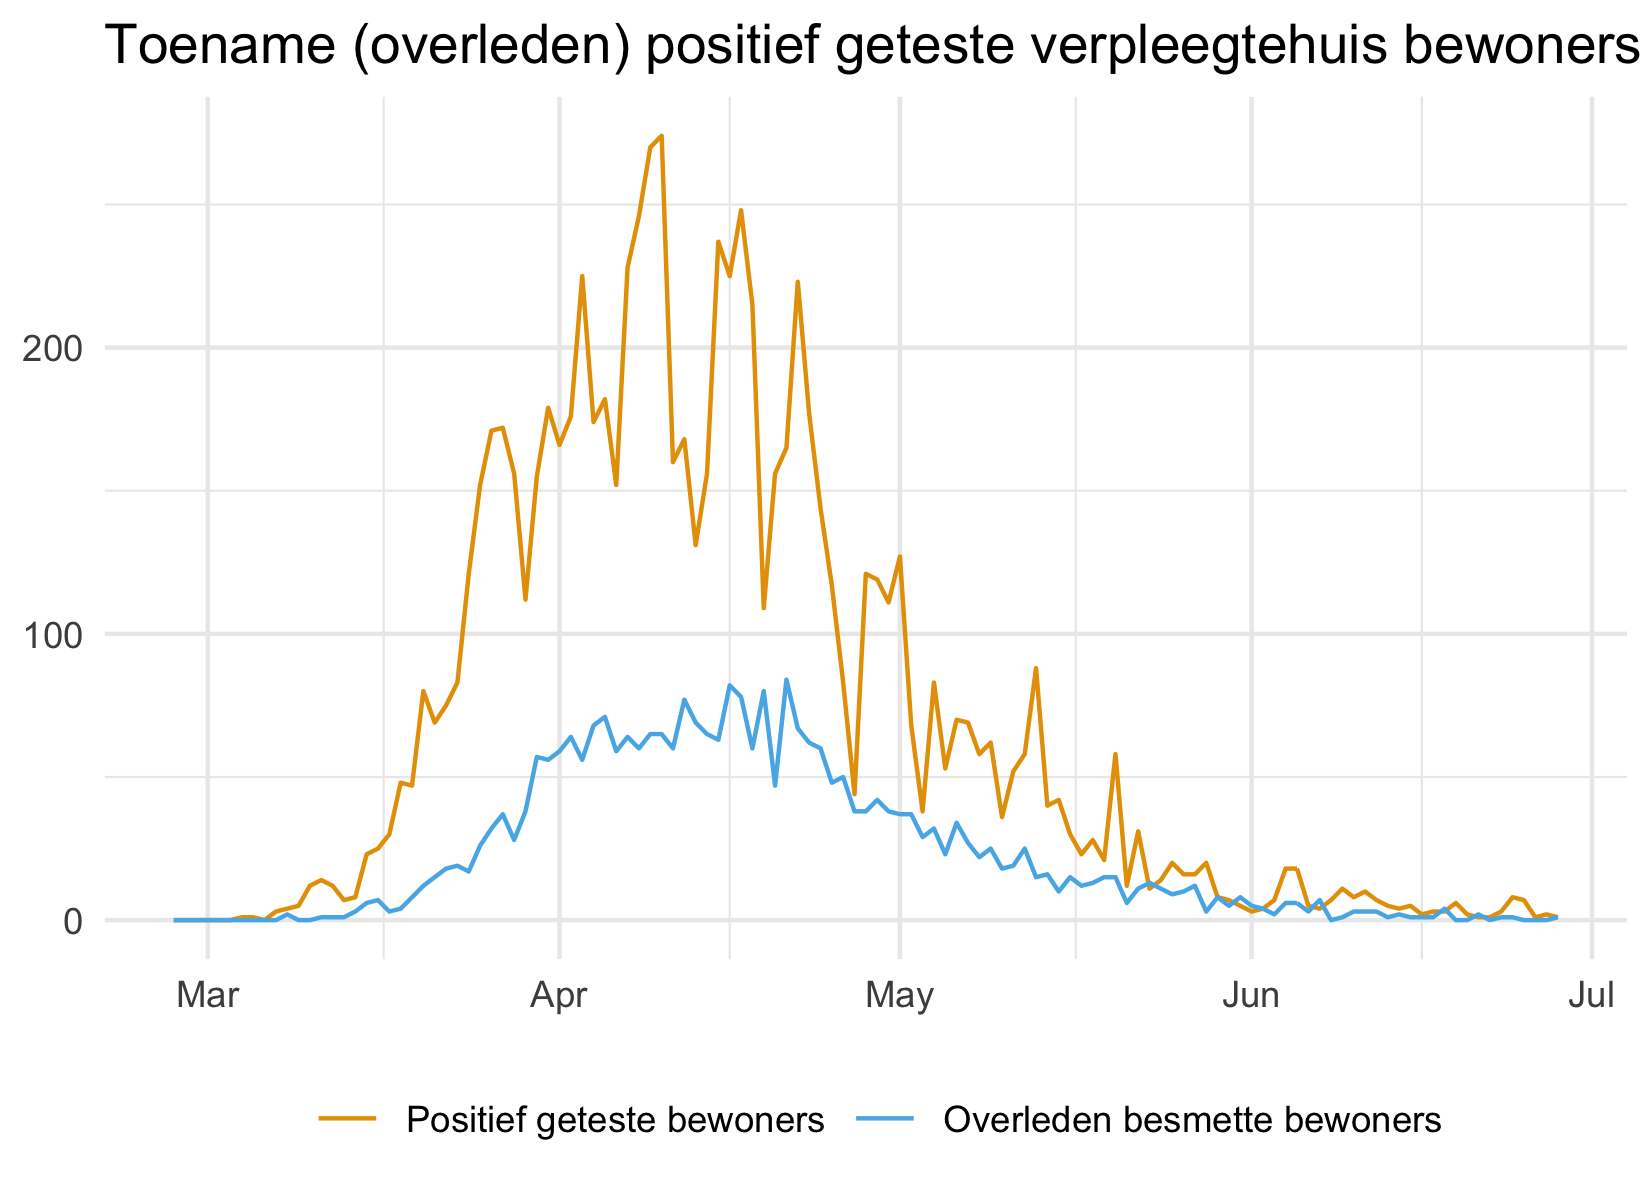 Toename (overleden) positief geteste verpleegtehuis bewoners
200
100
0
Mar Apr May Jun Jul
Positief geteste bewoners Overleden besmette bewoners